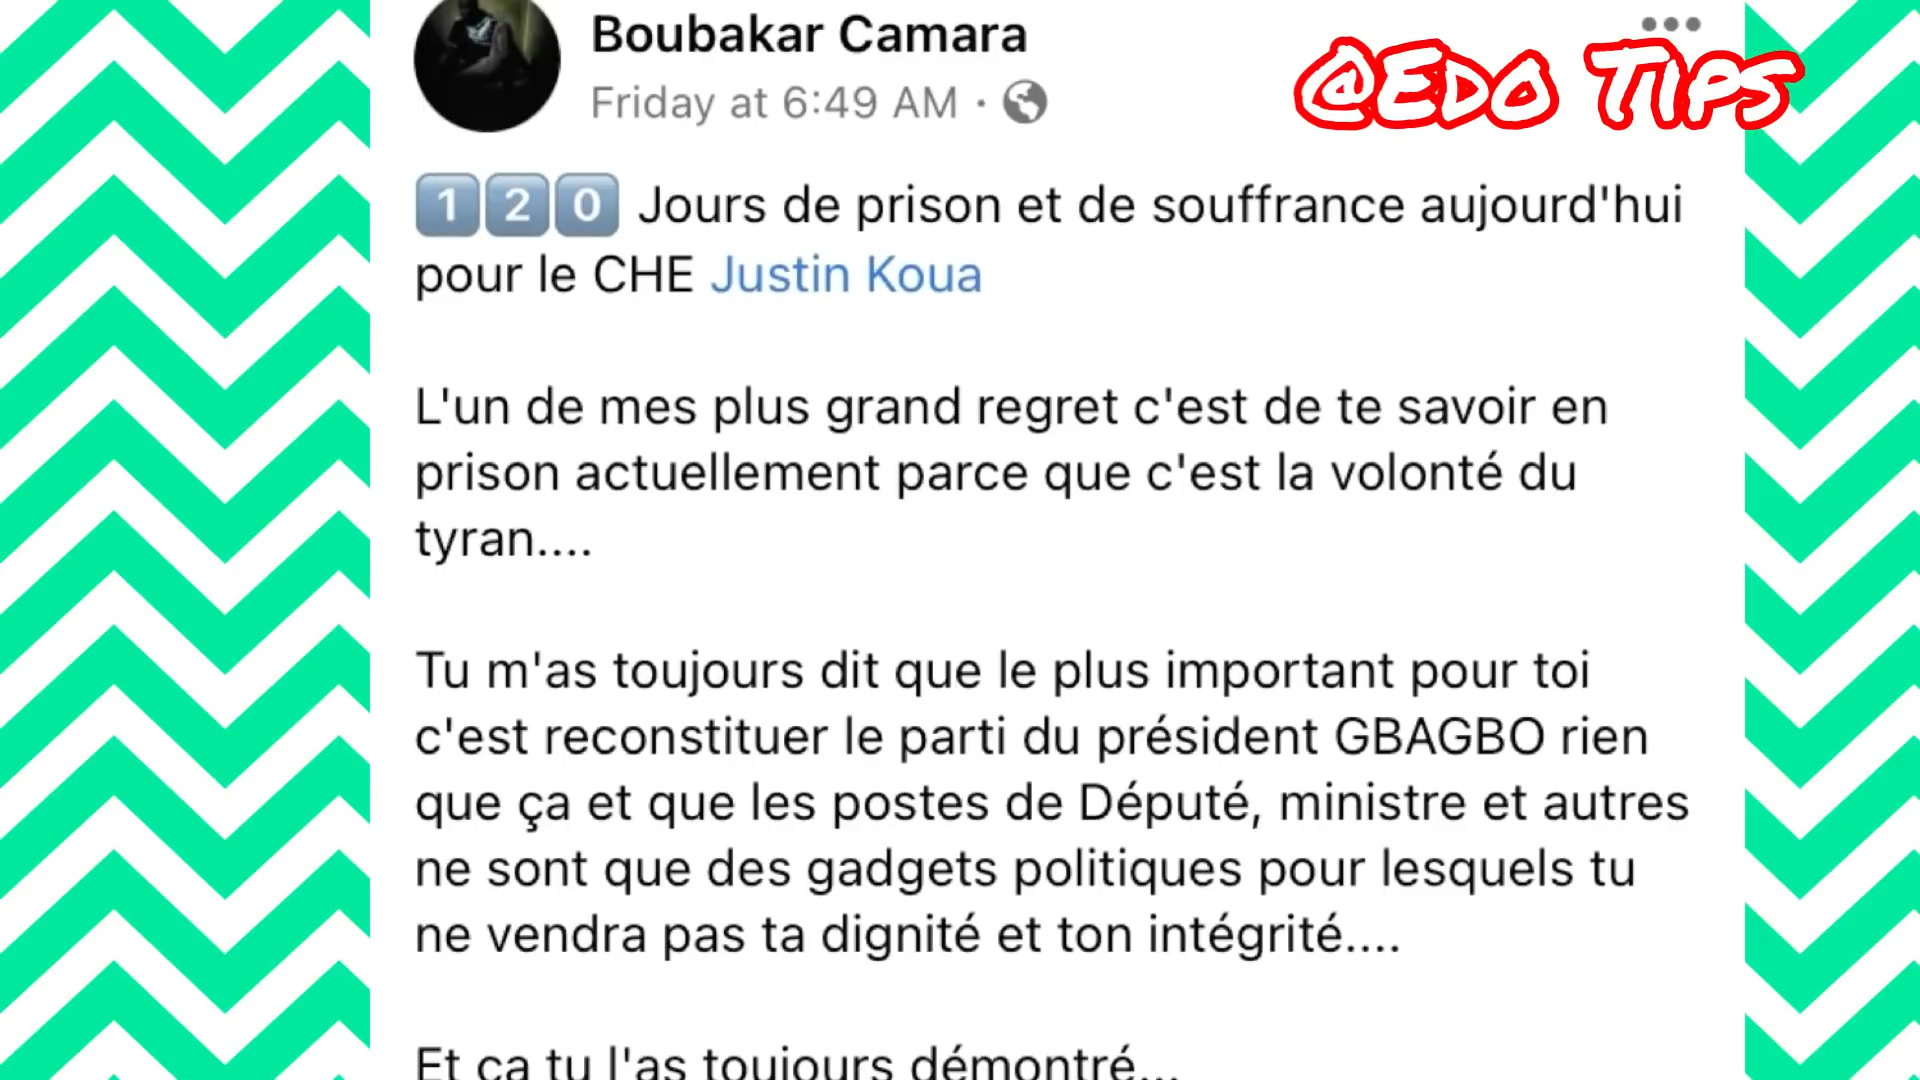 Boubakar Camara
@Edo Tips
Friday at 6:49 AM ·
1 2 0 Jours de prison et de souffrance aujourd'hui
pour le CHE Justin Koua
L'un de mes plus grand regret c'est de te savoir en
prison actuellement parce que c'est la volonté du
tyran....
Tu m'as toujours dit que le plus important pour toi
c'est reconstituer le parti du président GBAGBO rien
que ça et que les postes de Député, ministre et autres
ne sont que des gadgets politiques pour lesquels tu
ne vendra pas ta dignité et ton intégrité....
Et ça tu l'as toujours démontré...